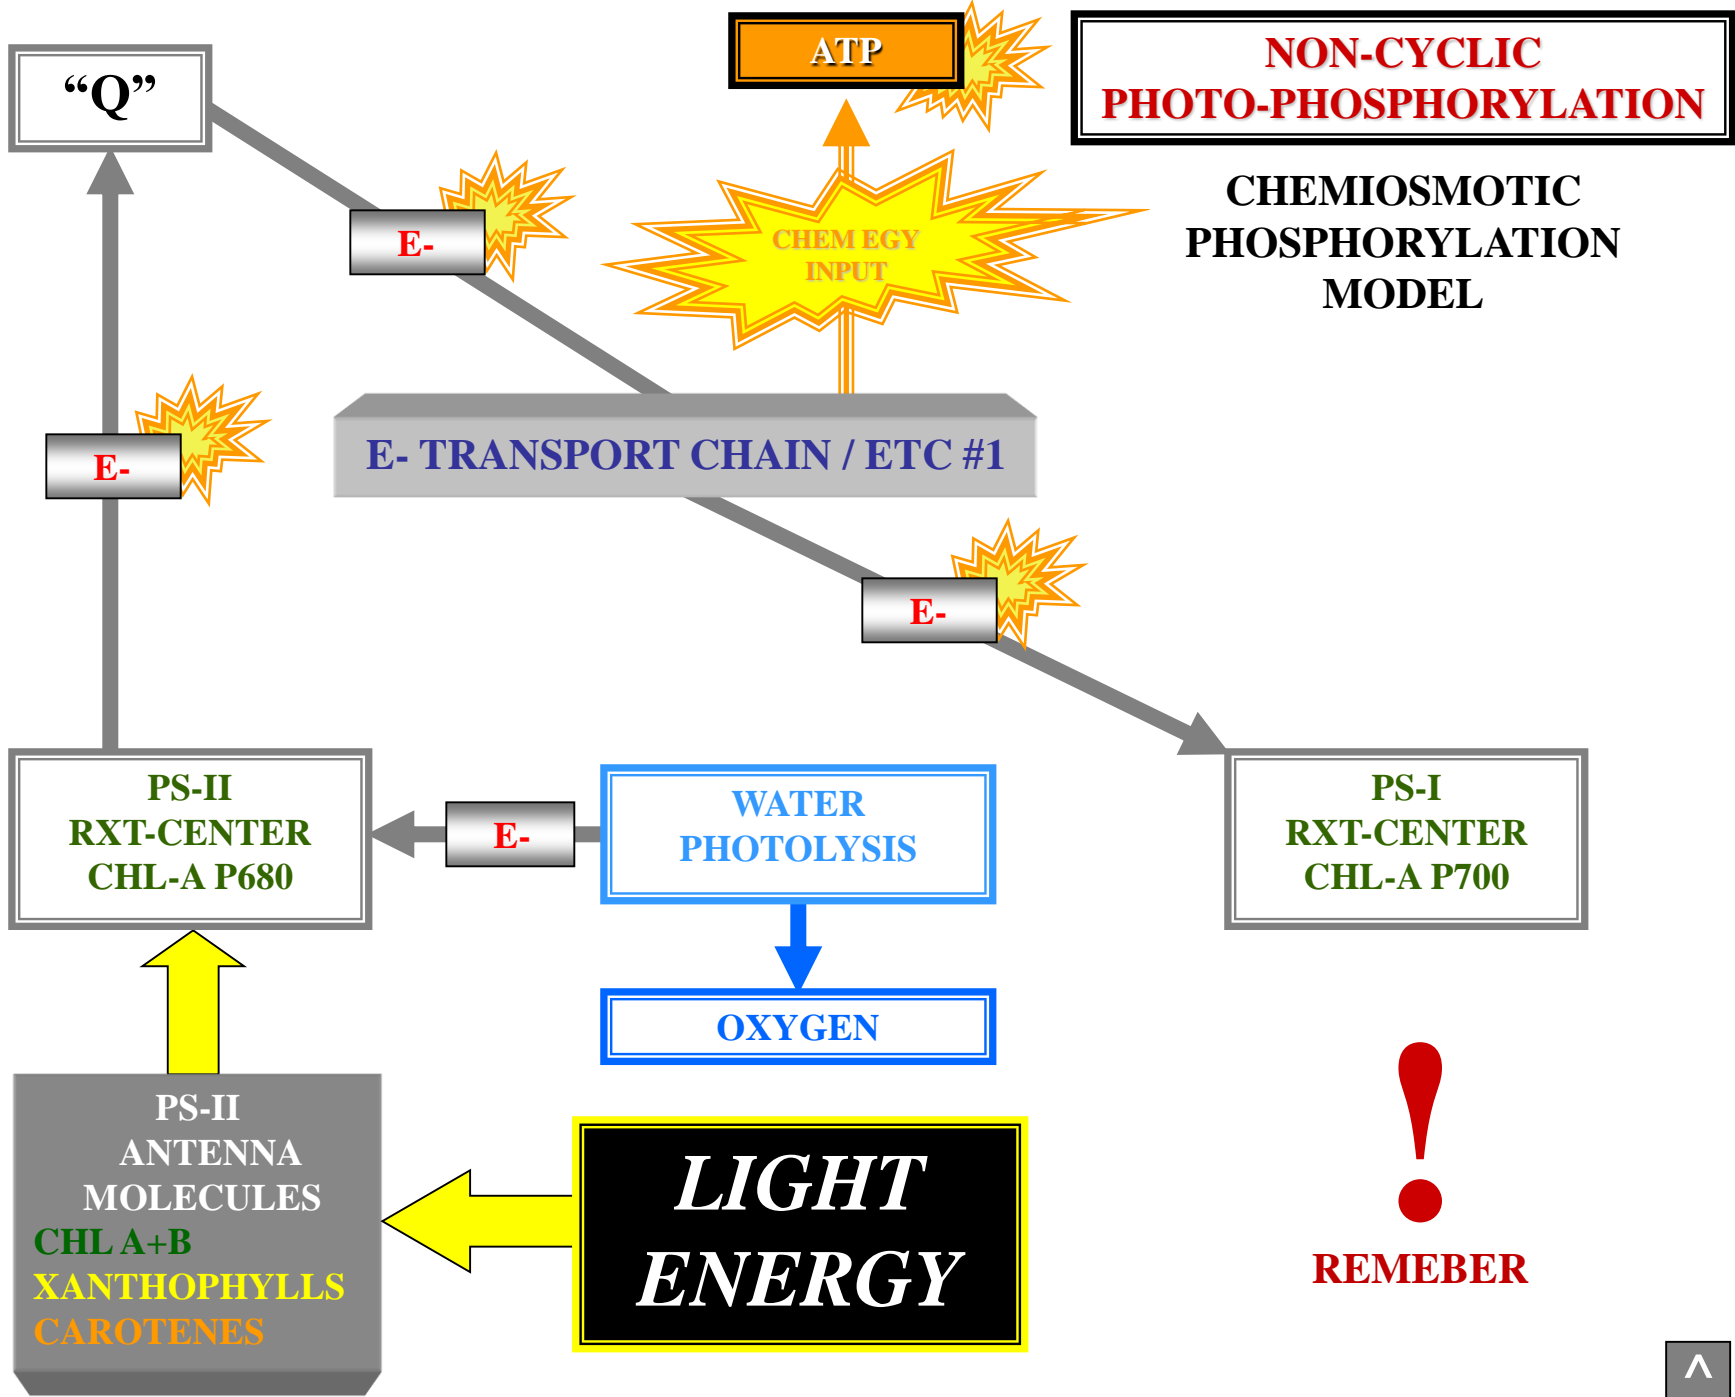 “Q”
ATP
NON-CYCLIC
PHOTO-PHOSPHORYLATION
CHEMIOSMOTIC
PHOSPHORYLATION
MODEL
E-
CHEM EGY
INPUT
E-
E- TRANSPORT CHAIN / ETC #1
E-
PS-II
RXT-CENTER
CHL-A P680
E-
WATER
PHOTOLYSIS
PS-I
RXT-CENTER
CHL-A P700
OXYGEN
PS-II
ANTENNA
MOLECULES
CHL A+B
XANTHOPHYLLS
CAROTENES
LIGHT
ENERGY
!
REMEBER
^